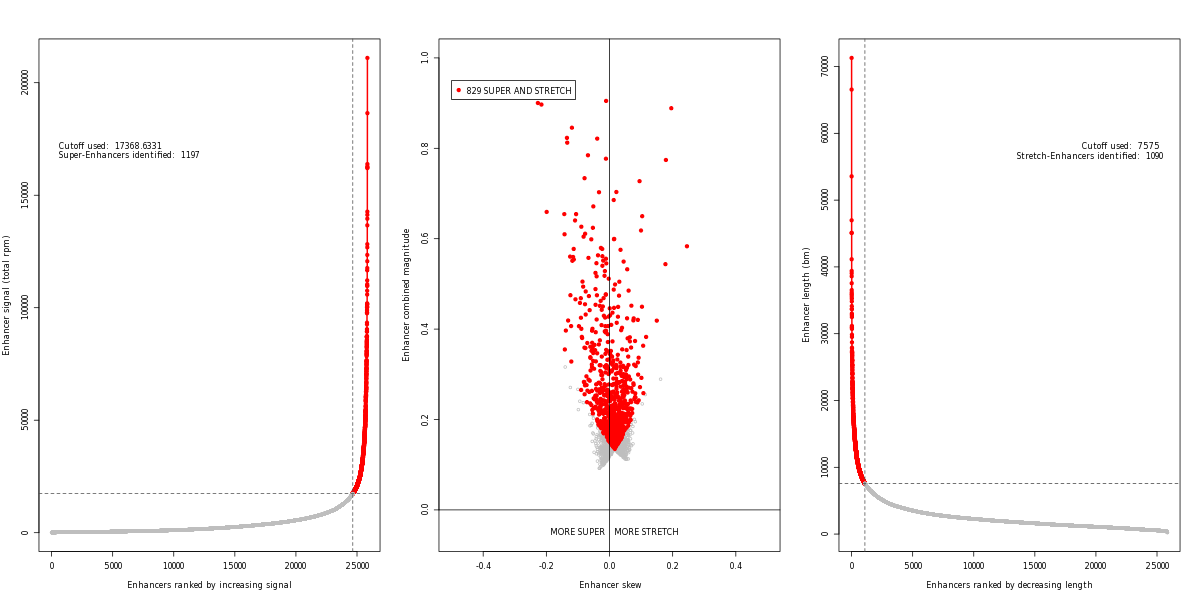 Enhancer signal (total rpm)
0
50000
100000
150000
200000
Cutoff used: 17368.6331
Super-Enhancers identified: 1197
0
5000
10000
15000
20000
25000
Enhancers ranked by increasing signal
Enhancer combined magnitude
0.0
0.2
0.4
0.6
0.8
1.0
829 SUPER AND STRETCH
MORE SUPER
MORE STRETCH
-0.4
-0.2
0.0
0.2
0.4
Enhancer skew
Enhancer length (bm)
0
10000
20000
30000
40000
50000
60000
70000
Cutoff used: 7575
Stretch-Enhancers identified: 1090
0
5000
10000
15000
20000
25000
Enhancers ranked by decreasing length